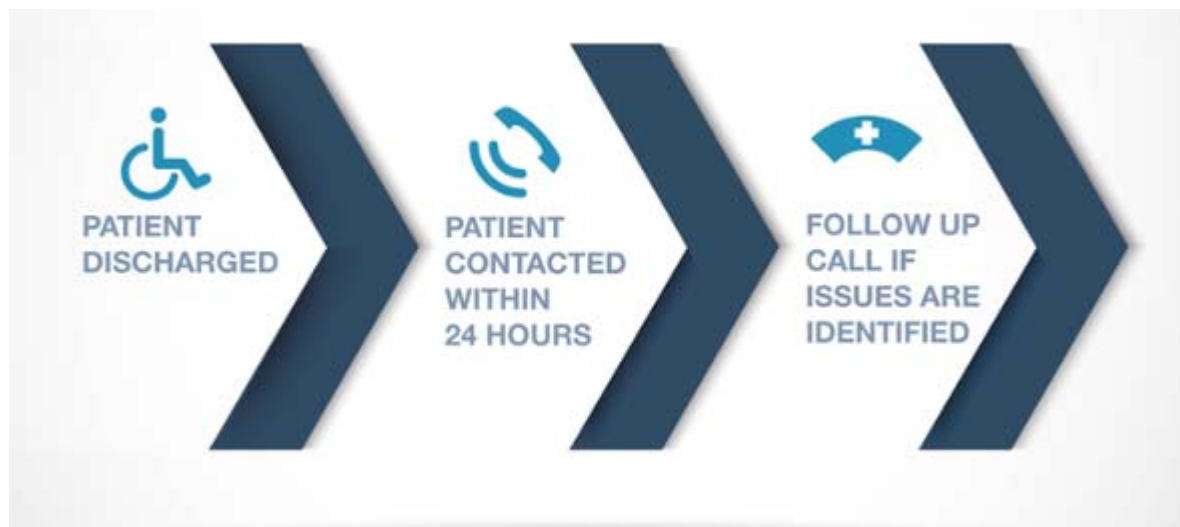 PATIENT
DISCHARGED
PATIENT
CONTACTED
WITHIN
24 HOURS
FOLLOW UP
CALL IF
ISSUES ARE
IDENTIFIED